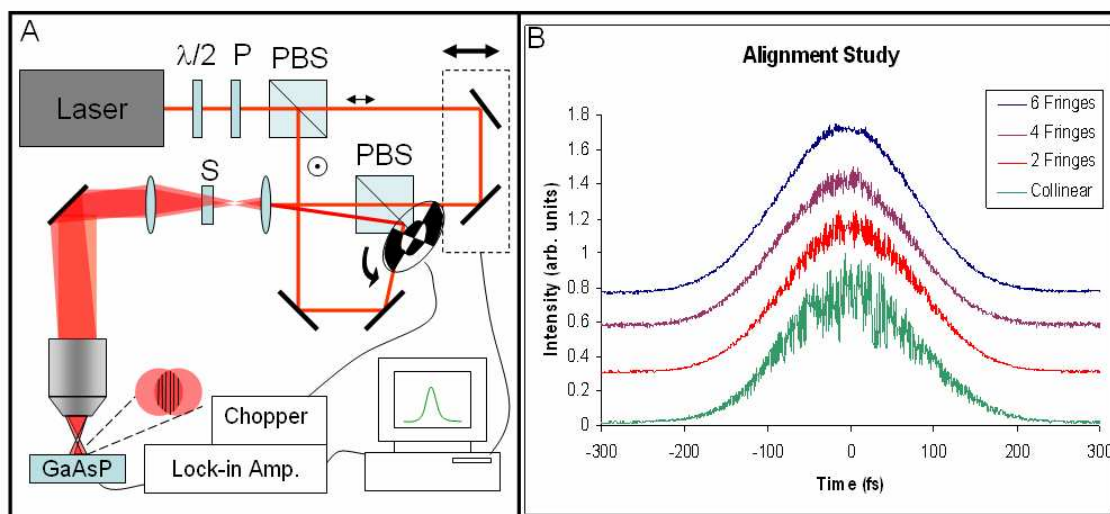 A
λ/2
P
PBS
Laser
PBS
S
Chopper
GaAsP
Lock-in Amp.
B
Alignment Study
6 Fringes
4 Fringes
2 Fringes
Collinear
Intensity (arb. units)
1.8
1.6
1.4
1.2
1
0.8
0.6
0.4
0.2
0
-300
-200
-100
0
100
200
300
Time (fs)